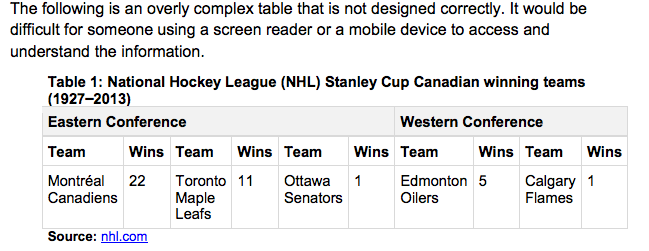 The following is an overly complex table that is not designed correctly. It would be
difficult for someone using a screen reader or a mobile device to access and
understand the information.
Table 1: National Hockey League (NHL) Stanley Cup Canadian winning teams
(1927–2013)
Eastern Conference Western Conference
Team Wins Team Wins Team Wins Team Wins Team Wins
Montréal 22 Toronto 11 Ottawa 1 Edmonton 5 Calgary 1
Canadiens Maple Senators Oilers Flames
Leafs
Source: nhl.com